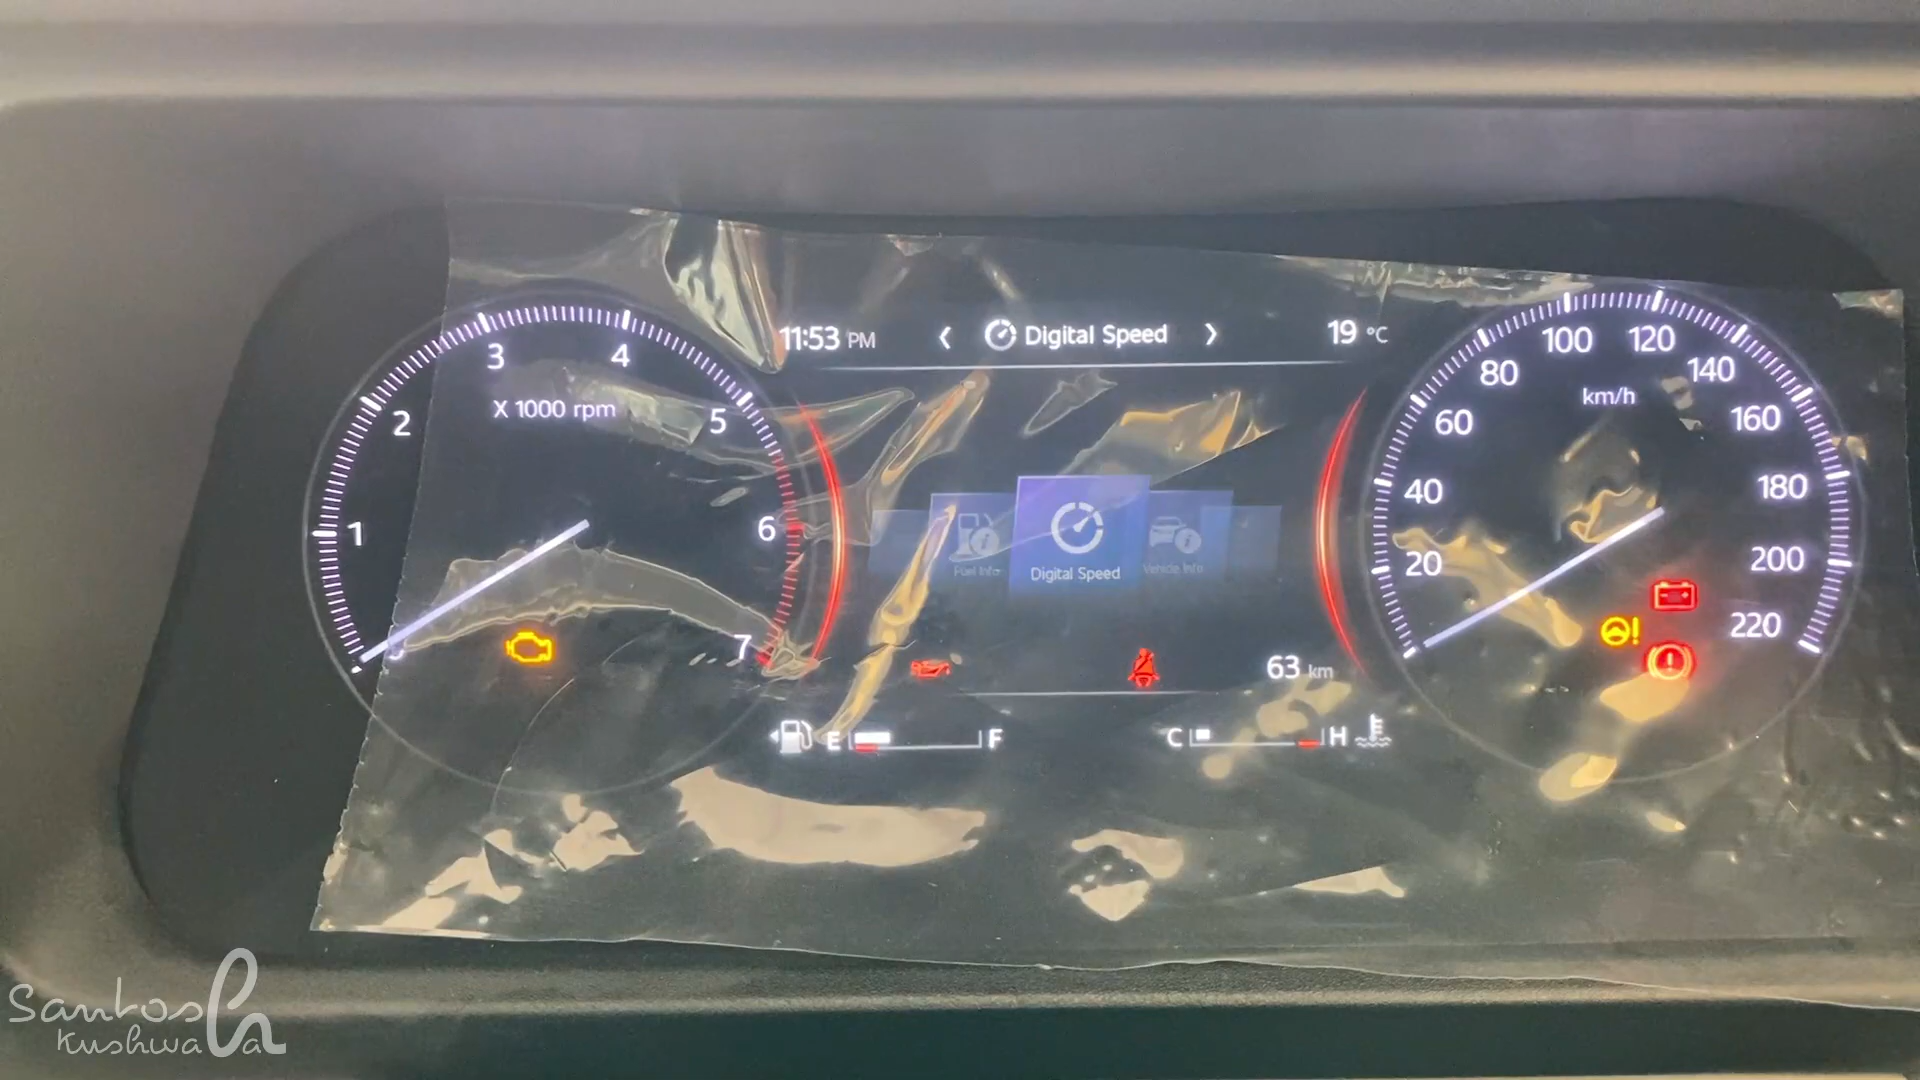 11:53 PM
Digital Speed
19 °C
1
2
3
4
5
6
7
X 1000 rpm
20
40
60
80
100
120
140
160
180
200
220
km/h
Fuel Info
Digital Speed
Vehicle Info
63 km
E
F
C
H
Santosh
Kushwaha